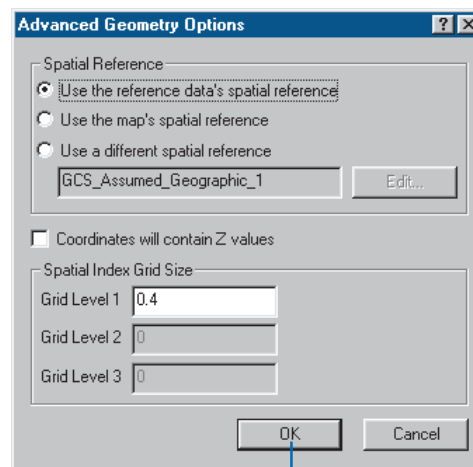 Advanced Geometry Options
Spatial Reference
Use the reference data's spatial reference
Use the map's spatial reference
Use a different spatial reference
GCS_Assumed_Geographic_1 Edit...
Coordinates will contain Z values
Spatial Index Grid Size
Grid Level 1 0.4
Grid Level 2 0
Grid Level 3 0
OK Cancel